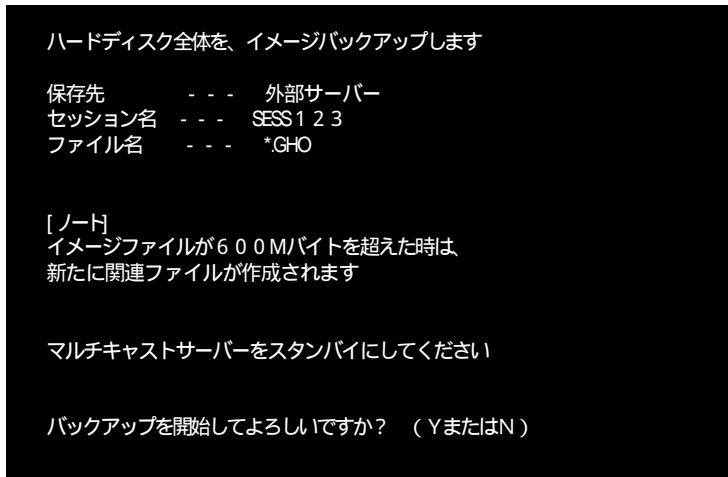 ハードディスク全体を、イメージバックアップします
保存先　　　- - -　外部サーバー
セッション名　- - -　SESS１２３
ファイル名　　- - -　*.GHO
[ノート]
イメージファイルが６００Mバイトを超えた時は、
新たに関連ファイルが作成されます
マルチキャストサーバーをスタンバイにしてください
バックアップを開始してよろしいですか？　（YまたはN）